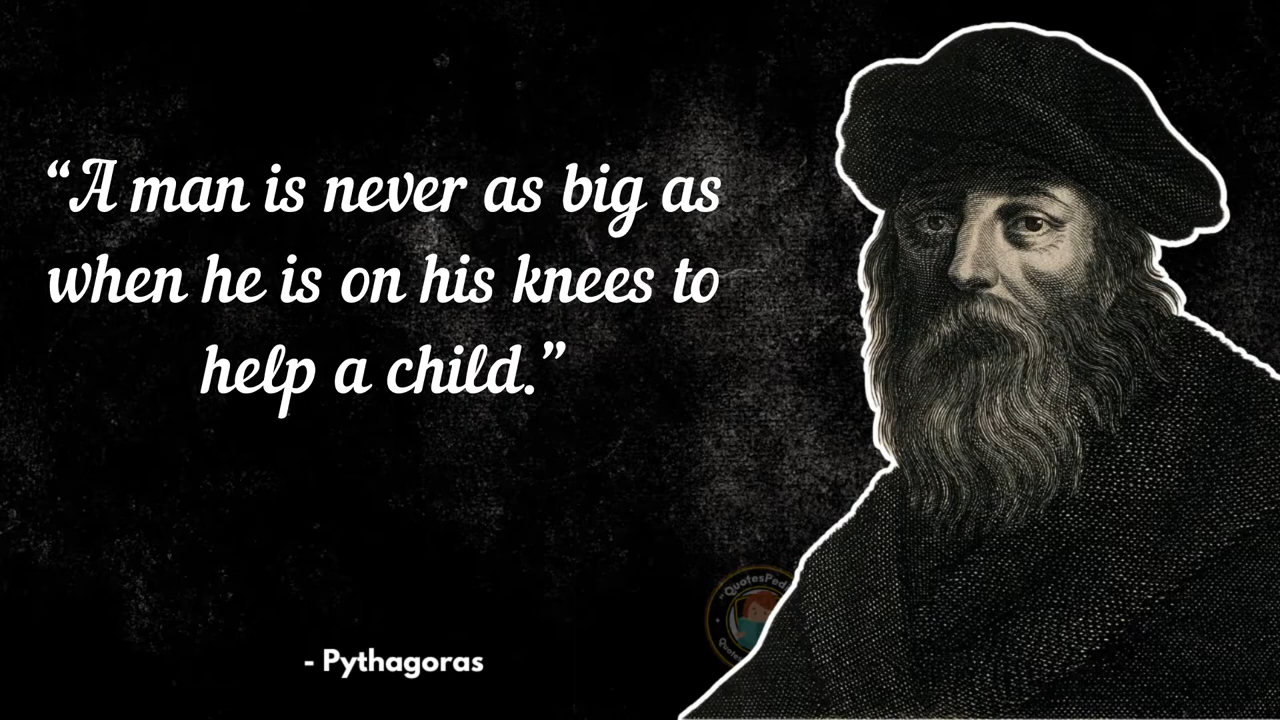 “A man is never as big as
when he is on his knees to
help a child.”
- Pythagoras